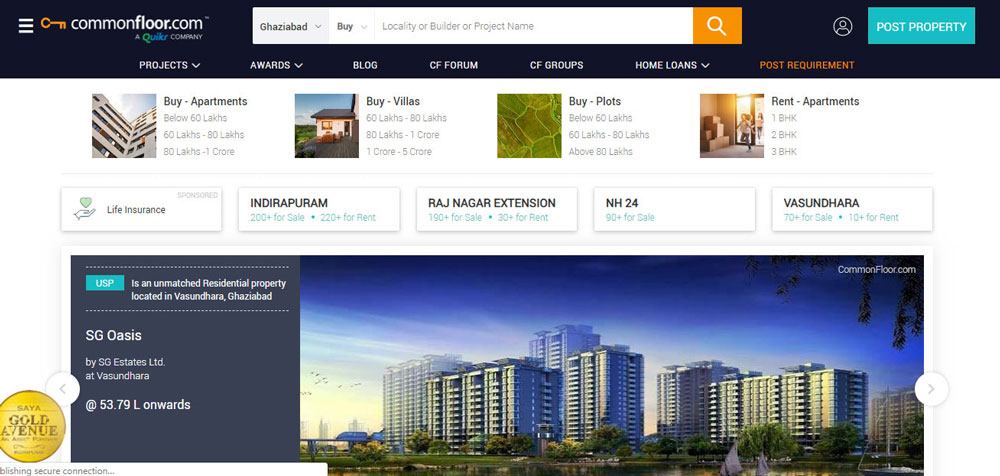 commonfloor.com
A Quikr COMPANY
Ghaziabad
Buy
Locality or Builder or Project Name
POST PROPERTY
PROJECTS
AWARDS
BLOG
CF FORUM
CF GROUPS
HOME LOANS
POST REQUIREMENT
Buy - Apartments
Below 60 Lakhs
60 Lakhs - 80 Lakhs
80 Lakhs -1 Crore
Buy - Villas
60 Lakhs - 80 Lakhs
80 Lakhs - 1 Crore
1 Crore - 5 Crore
Buy - Plots
Below 60 Lakhs
60 Lakhs - 80 Lakhs
Above 80 Lakhs
Rent - Apartments
1 BHK
2 BHK
3 BHK
SPONSORED
Life Insurance
INDIRAPURAM
200+ for Sale • 220+ for Rent
RAJ NAGAR EXTENSION
190+ for Sale • 30+ for Rent
NH 24
90+ for Sale
VASUNDHARA
70+ for Sale • 10+ for Rent
USP
Is an unmatched Residential property
located in Vasundhara, Ghaziabad
SG Oasis
by SG Estates Ltd.
at Vasundhara
@ 53.79 L onwards
CommonFloor.com
SAYA
GOLD
AVENUE
blishing secure connection...